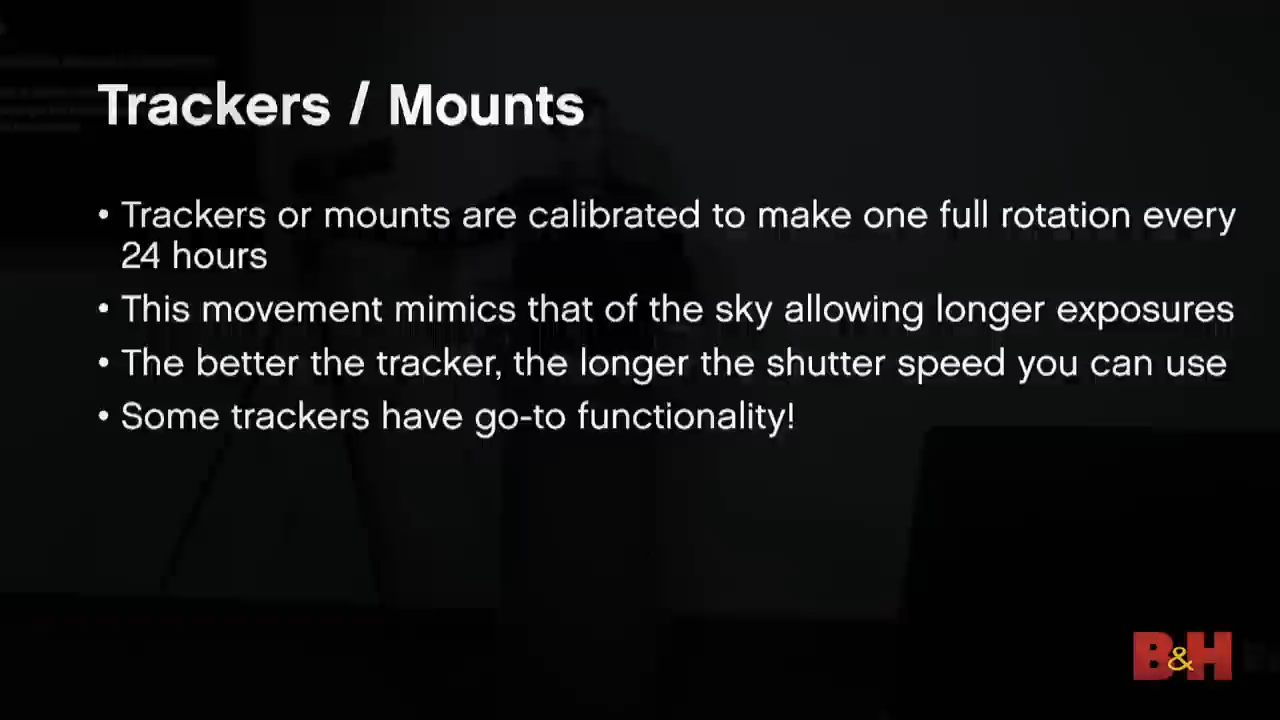 Trackers / Mounts
• Trackers or mounts are calibrated to make one full rotation every
24 hours
• This movement mimics that of the sky allowing longer exposures
• The better the tracker, the longer the shutter speed you can use
• Some trackers have go-to functionality!
B&H